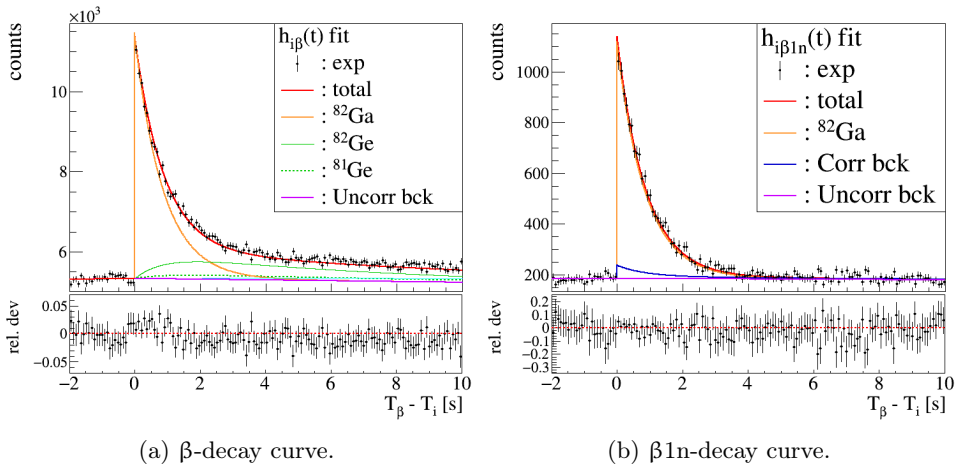 ×10³
counts
10
8
6
h_iβ(t) fit
: exp
: total
: ⁸²Ga
: ⁸²Ge
: ⁸¹Ge
: Uncorr bck
rel. dev
0.05
0
−0.05
−2 0 2 4 6 8 10
T_β - T_i [s]
(a) β-decay curve.
counts
1000
800
600
400
200
h_iβ1n(t) fit
: exp
: total
: ⁸²Ga
: Corr bck
: Uncorr bck
rel. dev
0.2
0.1
0
-0.1
-0.2
-0.3
−2 0 2 4 6 8 10
T_β - T_i [s]
(b) β1n-decay curve.